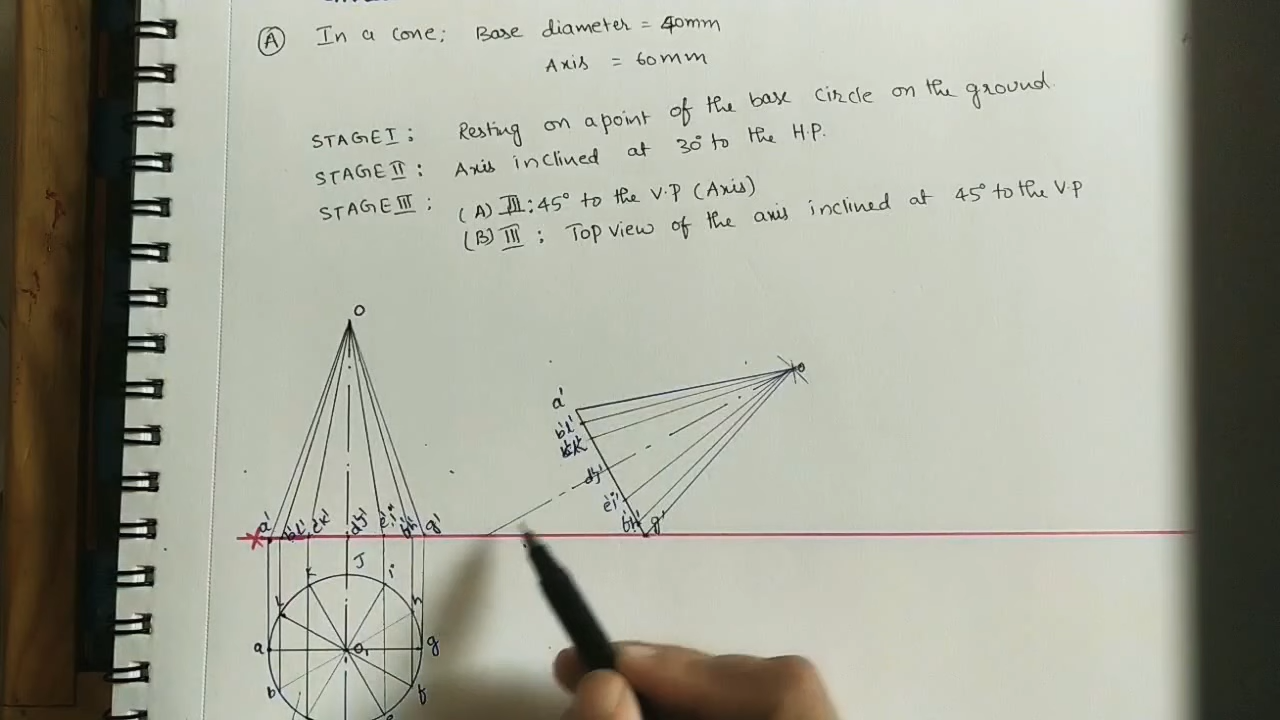 A In a cone; Base diameter = 40mm
Axis = 60mm
STAGE I : Resting on a point of the base circle on the ground.
STAGE II : Axis inclined at 30° to the H.P.
STAGE III : (A) III : 45° to the V.P (Axis)
(B) III ; Top view of the axis inclined at 45° to the V.P
O
o
a'
b'l'
d'j'
e'i'
g'
X a' b'l' c'k' d'j' e'i' g'
J
K i
L h
a O1 g
b f
e